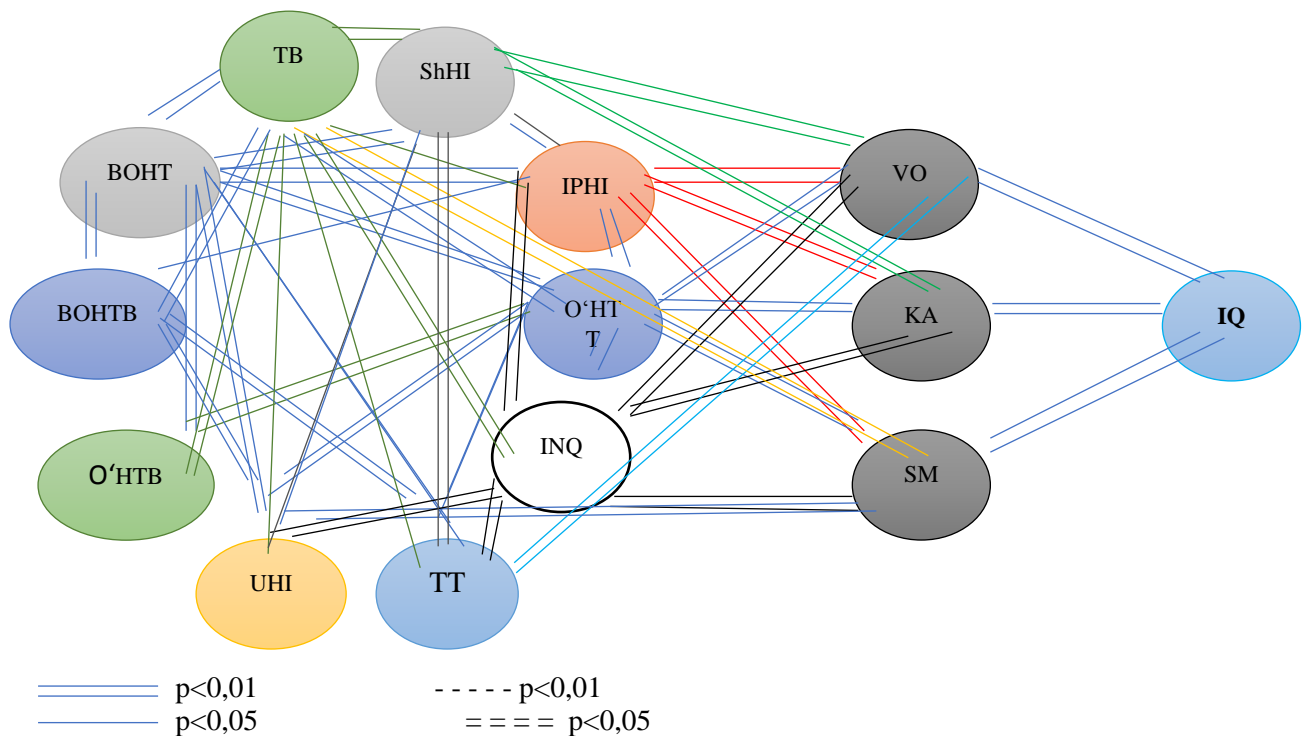 TB
ShHI
BOHT
IPHI
VO
BOHTB
O‘HT
T
KA
IQ
O‘HTB
INQ
SM
UHI
TT
p<0,01
- - - - - p<0,01
p<0,05
= = = = p<0,05